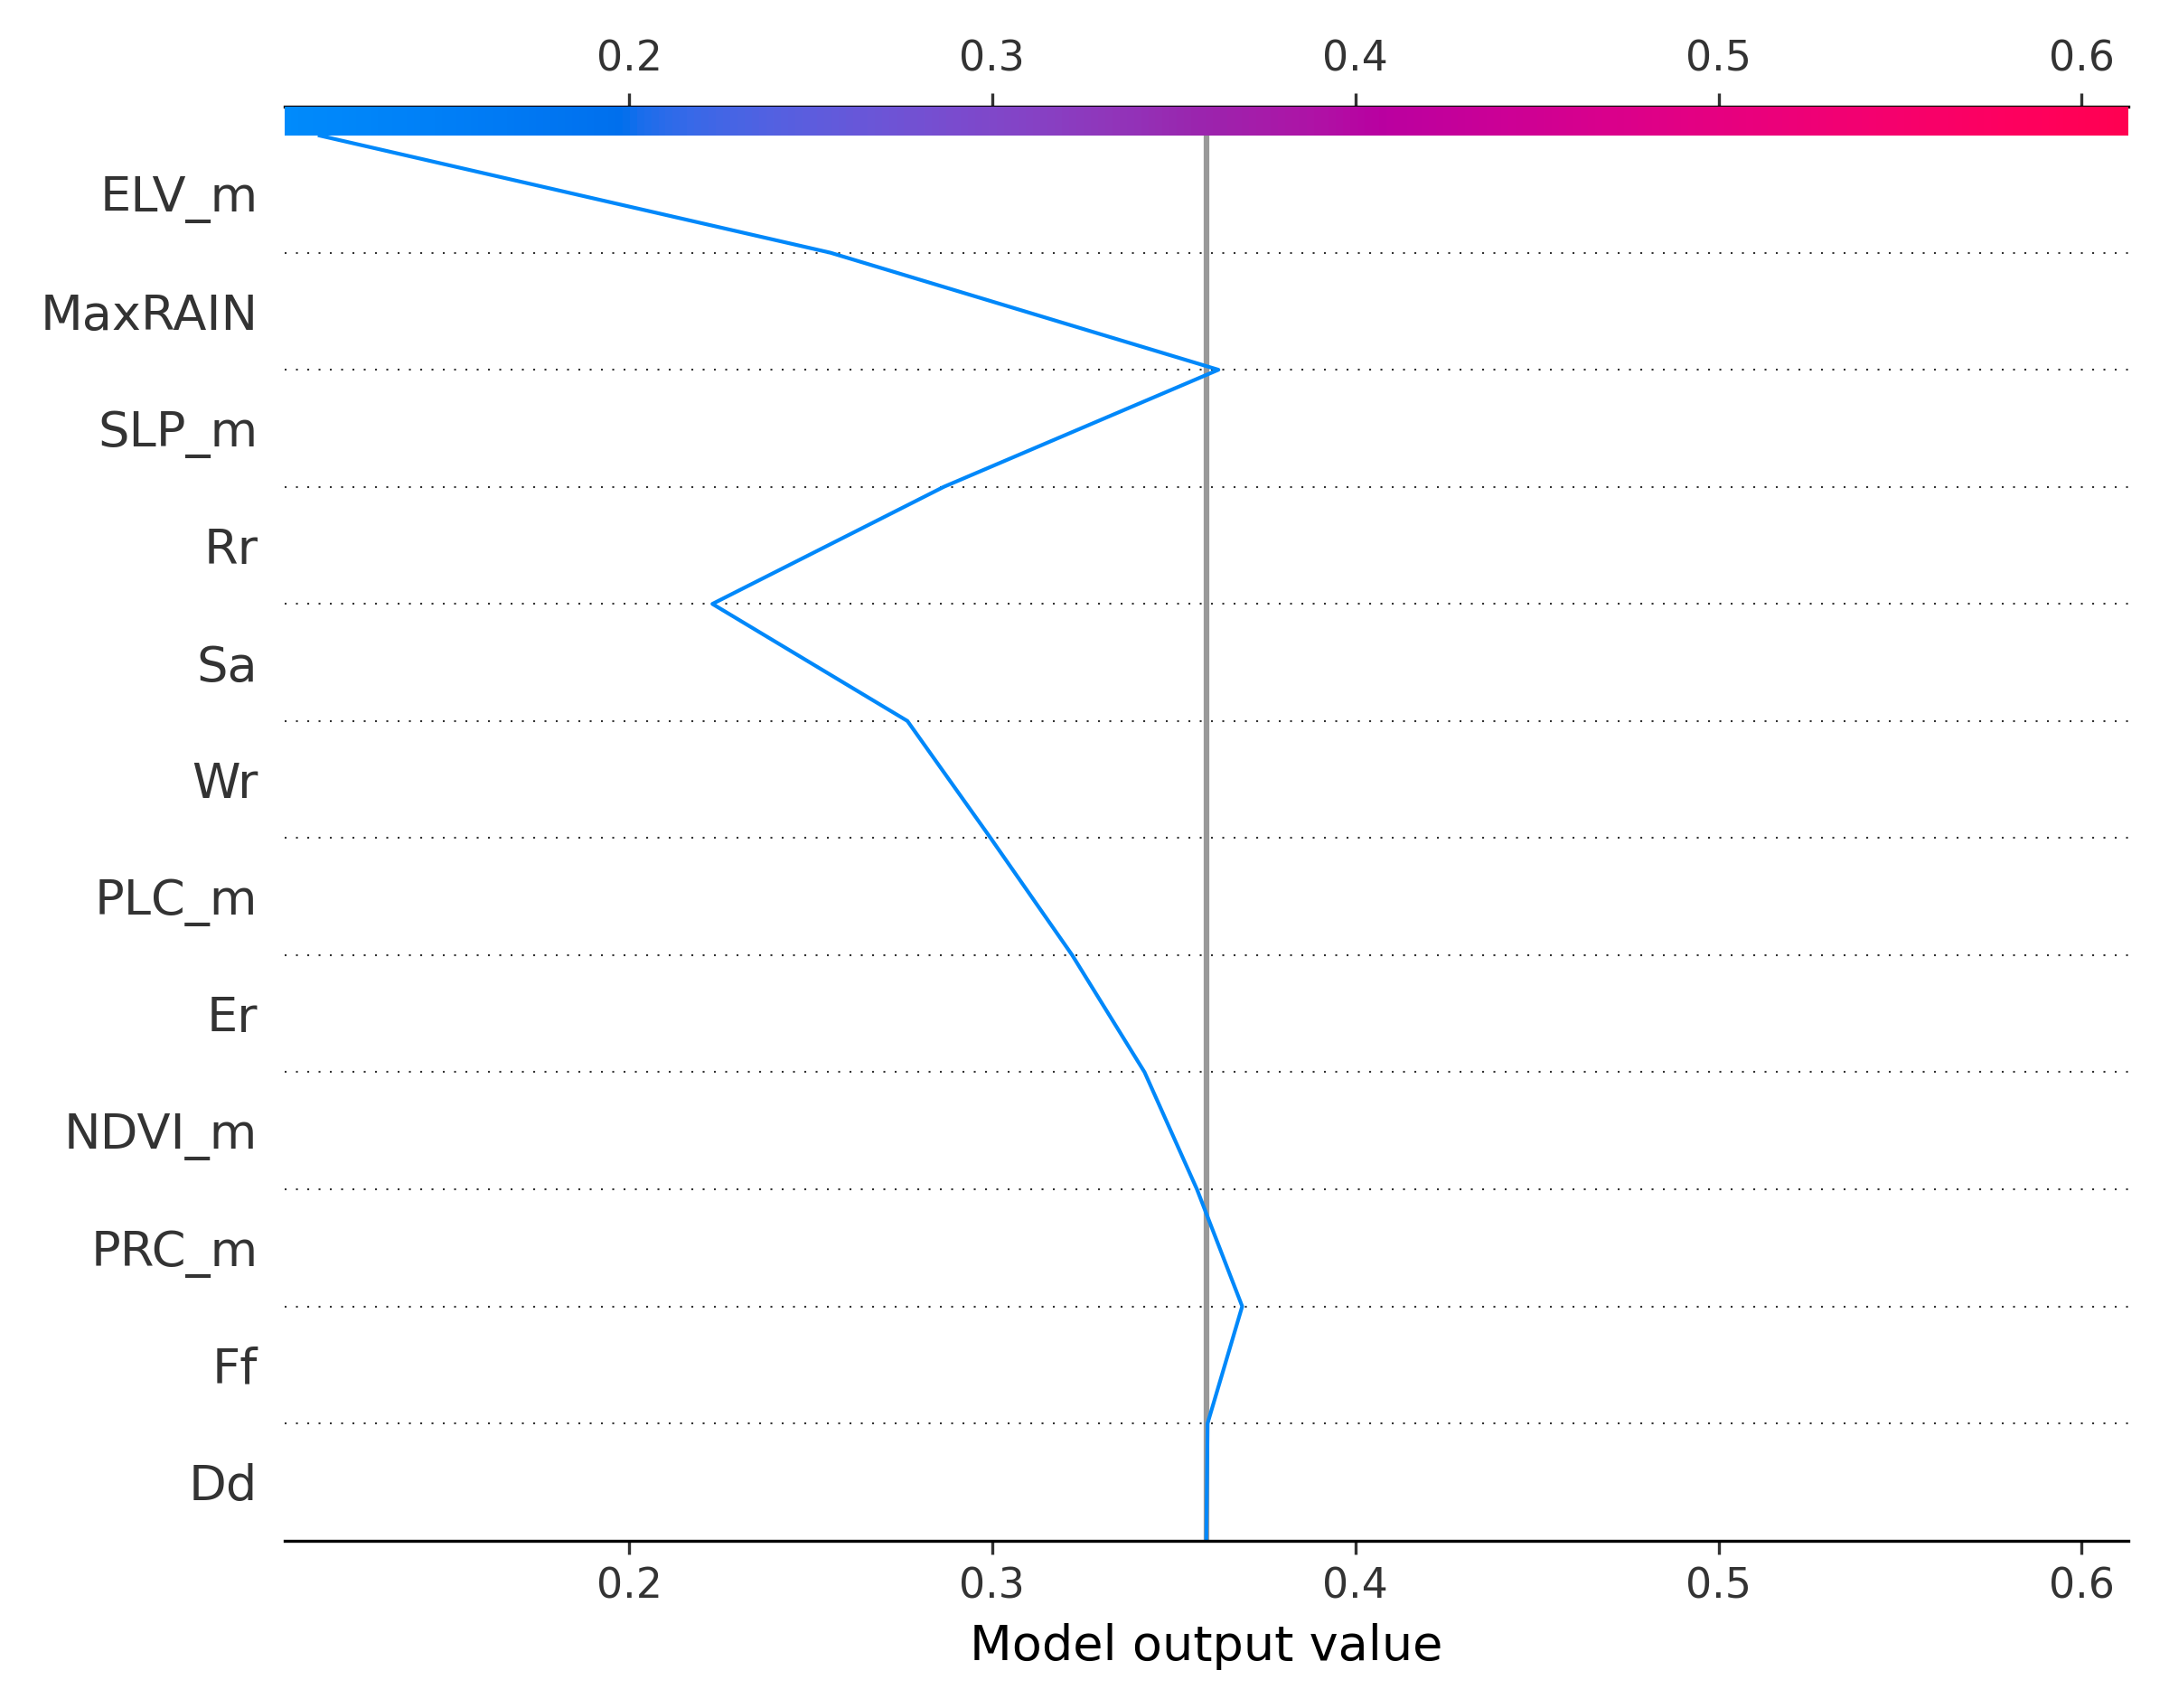 0.2 0.3 0.4 0.5 0.6
ELV_m
MaxRAIN
SLP_m
Rr
Sa
Wr
PLC_m
Er
NDVI_m
PRC_m
Ff
Dd
0.2 0.3 0.4 0.5 0.6
Model output value